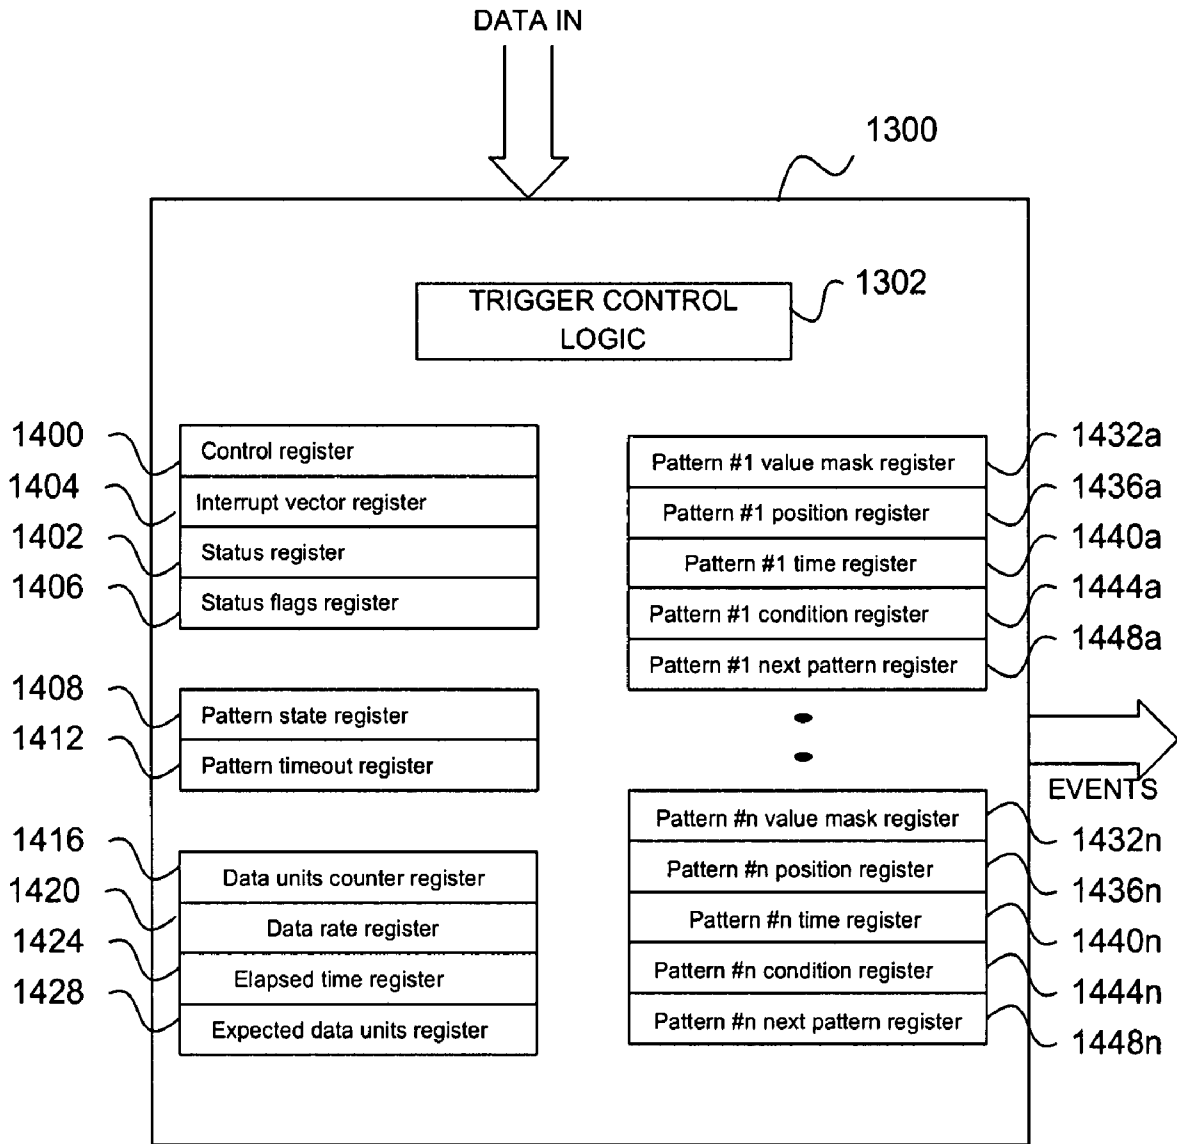 DATA IN
1300
1302
TRIGGER CONTROL
LOGIC
1400
Control register
1404
Interrupt vector register
1402
Status register
1406
Status flags register
1408
Pattern state register
1412
Pattern timeout register
1416
Data units counter register
1420
Data rate register
1424
Elapsed time register
1428
Expected data units register
Pattern #1 value mask register
1432a
Pattern #1 position register
1436a
Pattern #1 time register
1440a
Pattern #1 condition register
1444a
Pattern #1 next pattern register
1448a
EVENTS
Pattern #n value mask register
1432n
Pattern #n position register
1436n
Pattern #n time register
1440n
Pattern #n condition register
1444n
Pattern #n next pattern register
1448n